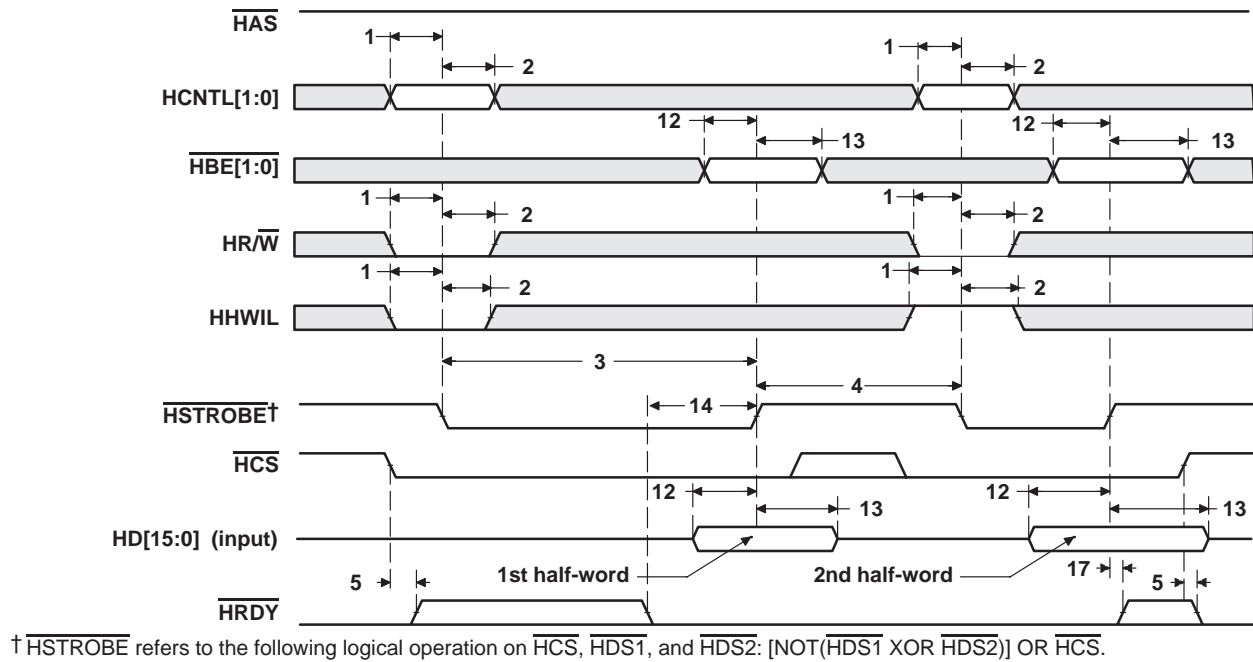 HAS
1
1
2
2
HCNTL[1:0]
12
12
13
13
HBE[1:0]
1
1
2
2
HR/W
1
1
2
2
HHWIL
3
4
14
HSTROBE†
HCS
12
12
13
13
HD[15:0] (input)
1st half-word
2nd half-word
17
5
5
HRDY
† HSTROBE refers to the following logical operation on HCS, HDS1, and HDS2: [NOT(HDS1 XOR HDS2)] OR HCS.